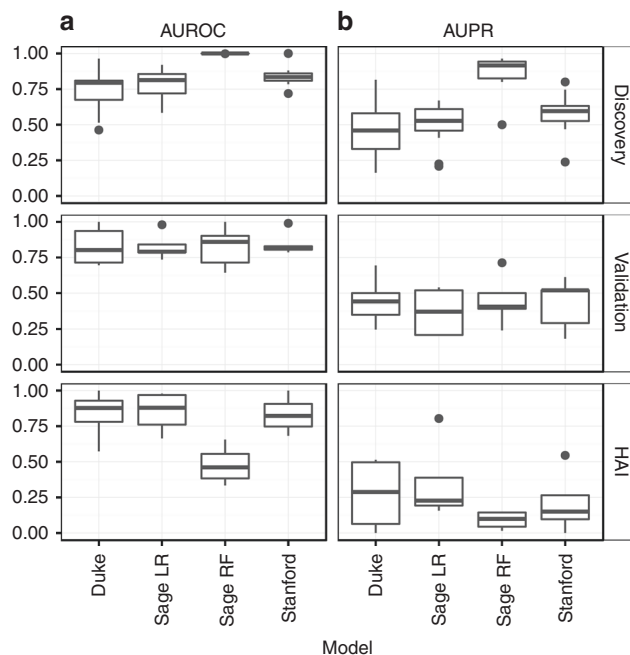 a
AUROC
b
AUPR
1.00
0.75
0.50
0.25
0.00
Discovery
1.00
0.75
0.50
0.25
0.00
Validation
1.00
0.75
0.50
0.25
0.00
HAI
Duke
Sage LR
Sage RF
Stanford
Duke
Sage LR
Sage RF
Stanford
Model